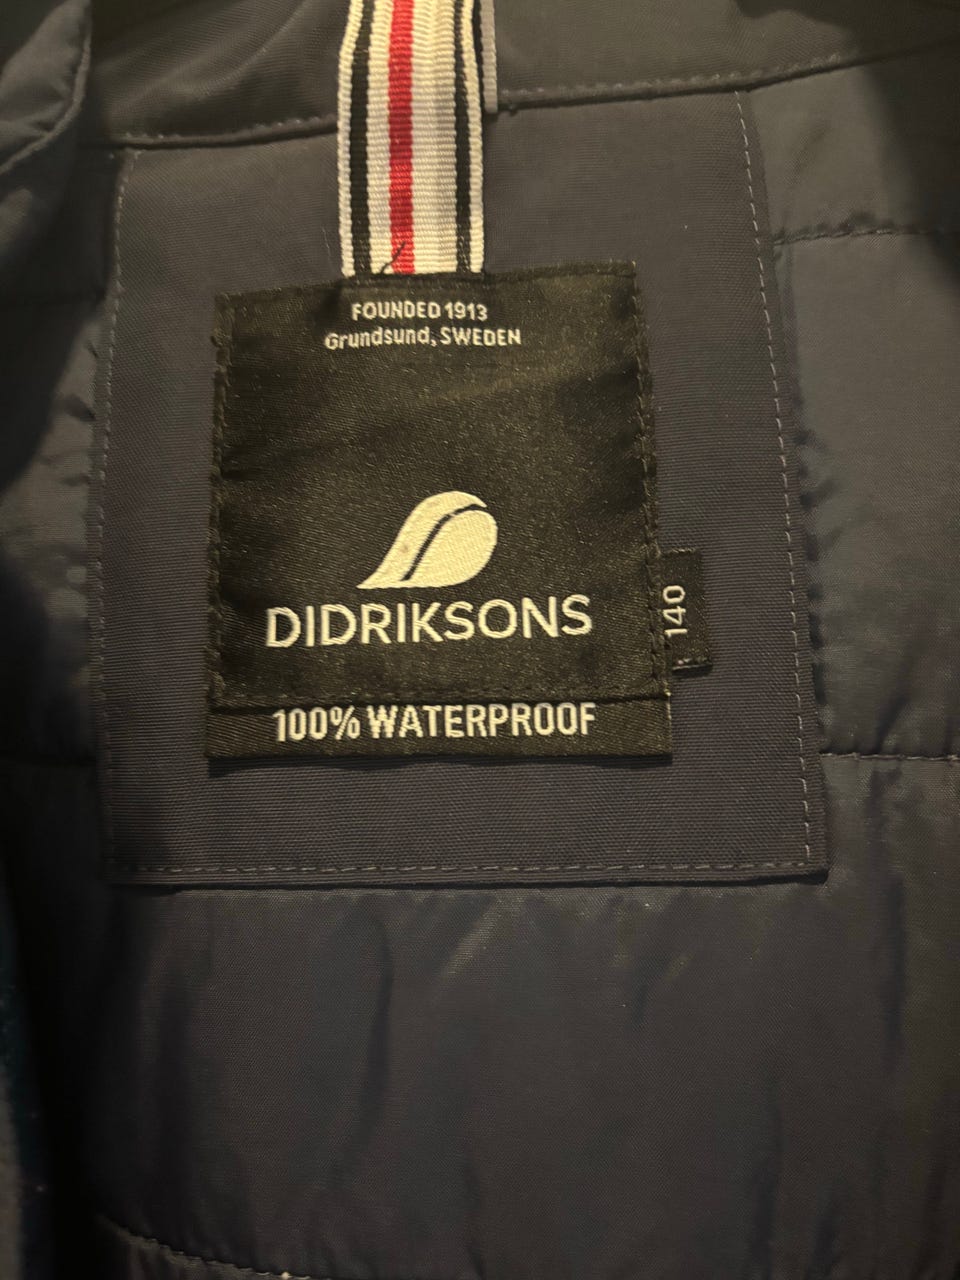 FOUNDED 1913
Grundsund, SWEDEN
DIDRIKSONS
140
100% WATERPROOF